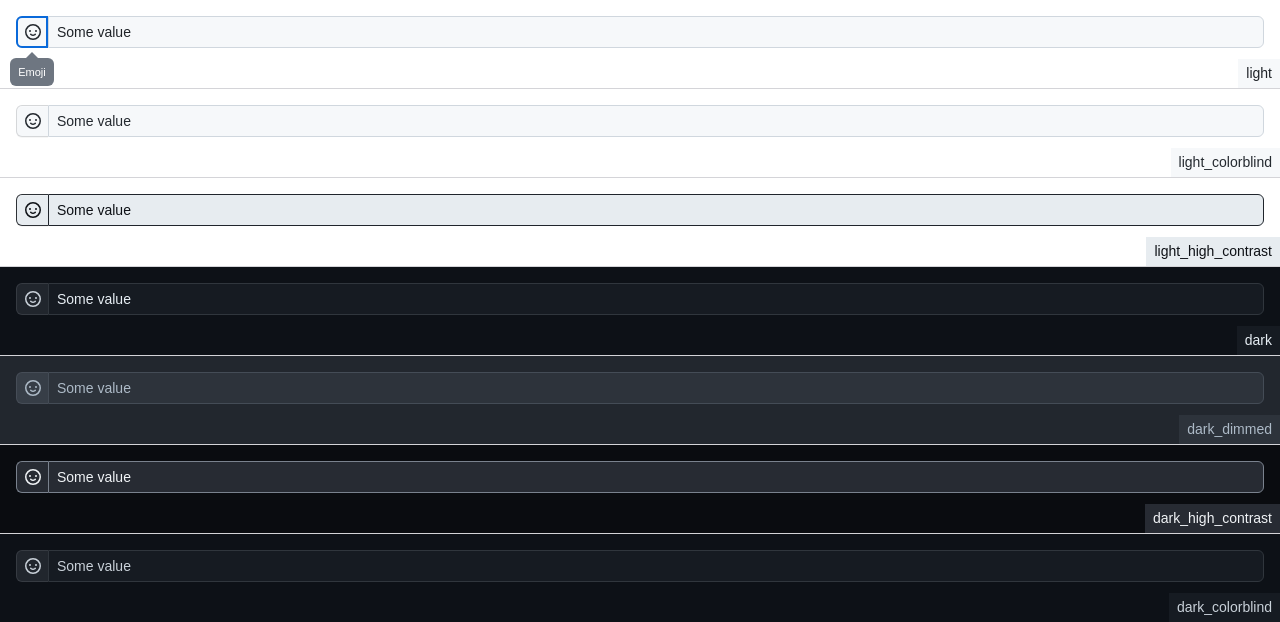 Some value
Emoji
light
Some value
light_colorblind
Some value
light_high_contrast
Some value
dark
Some value
dark_dimmed
Some value
dark_high_contrast
Some value
dark_colorblind